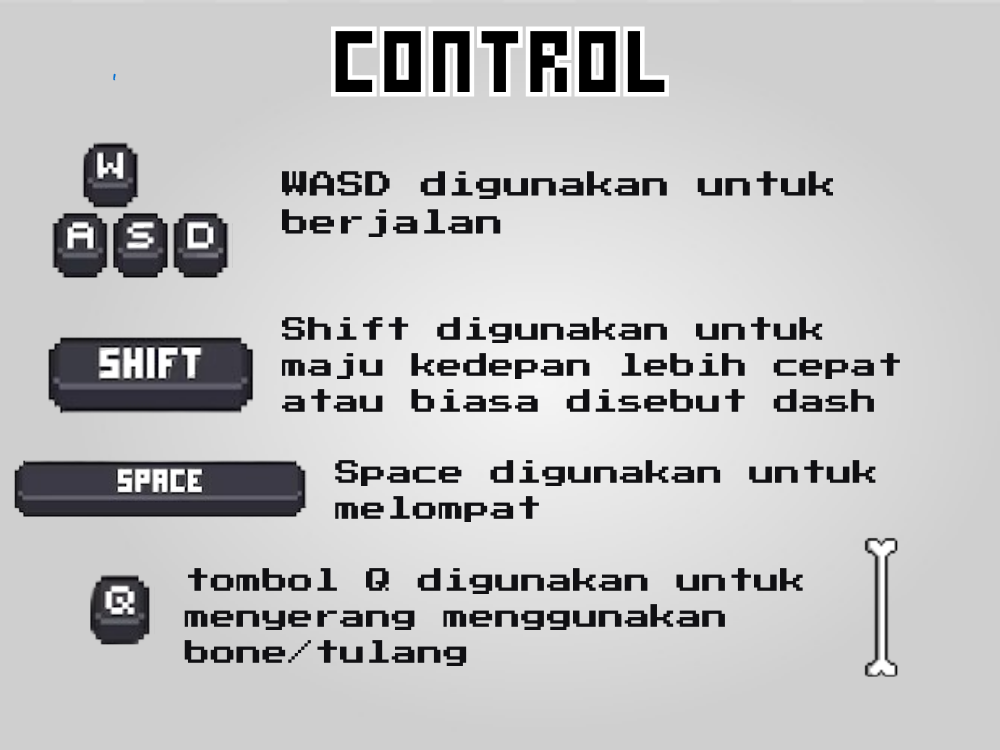 CONTROL
W
WASD digunakan untuk
berjalan
A S D
Shift digunakan untuk
SHIFT
maju kedepan lebih cepat
atau biasa disebut dash
SPACE
Space digunakan untuk
melompat
Q
tombol Q digunakan untuk
menyerang menggunakan
bone/tulang